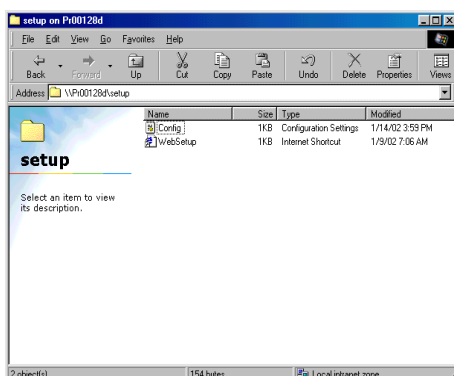 setup on Pr00128d
File Edit View Go Favorites Help
Back Forward Up Cut Copy Paste Undo Delete Properties Views
Address \\Pr00128d\setup
Name Size Type Modified
Config 1KB Configuration Settings 1/14/02 3:59 PM
WebSetup 1KB Internet Shortcut 1/9/02 7:06 AM
setup
Select an item to view
its description.
2 object(s) 154 bytes Local intranet zone